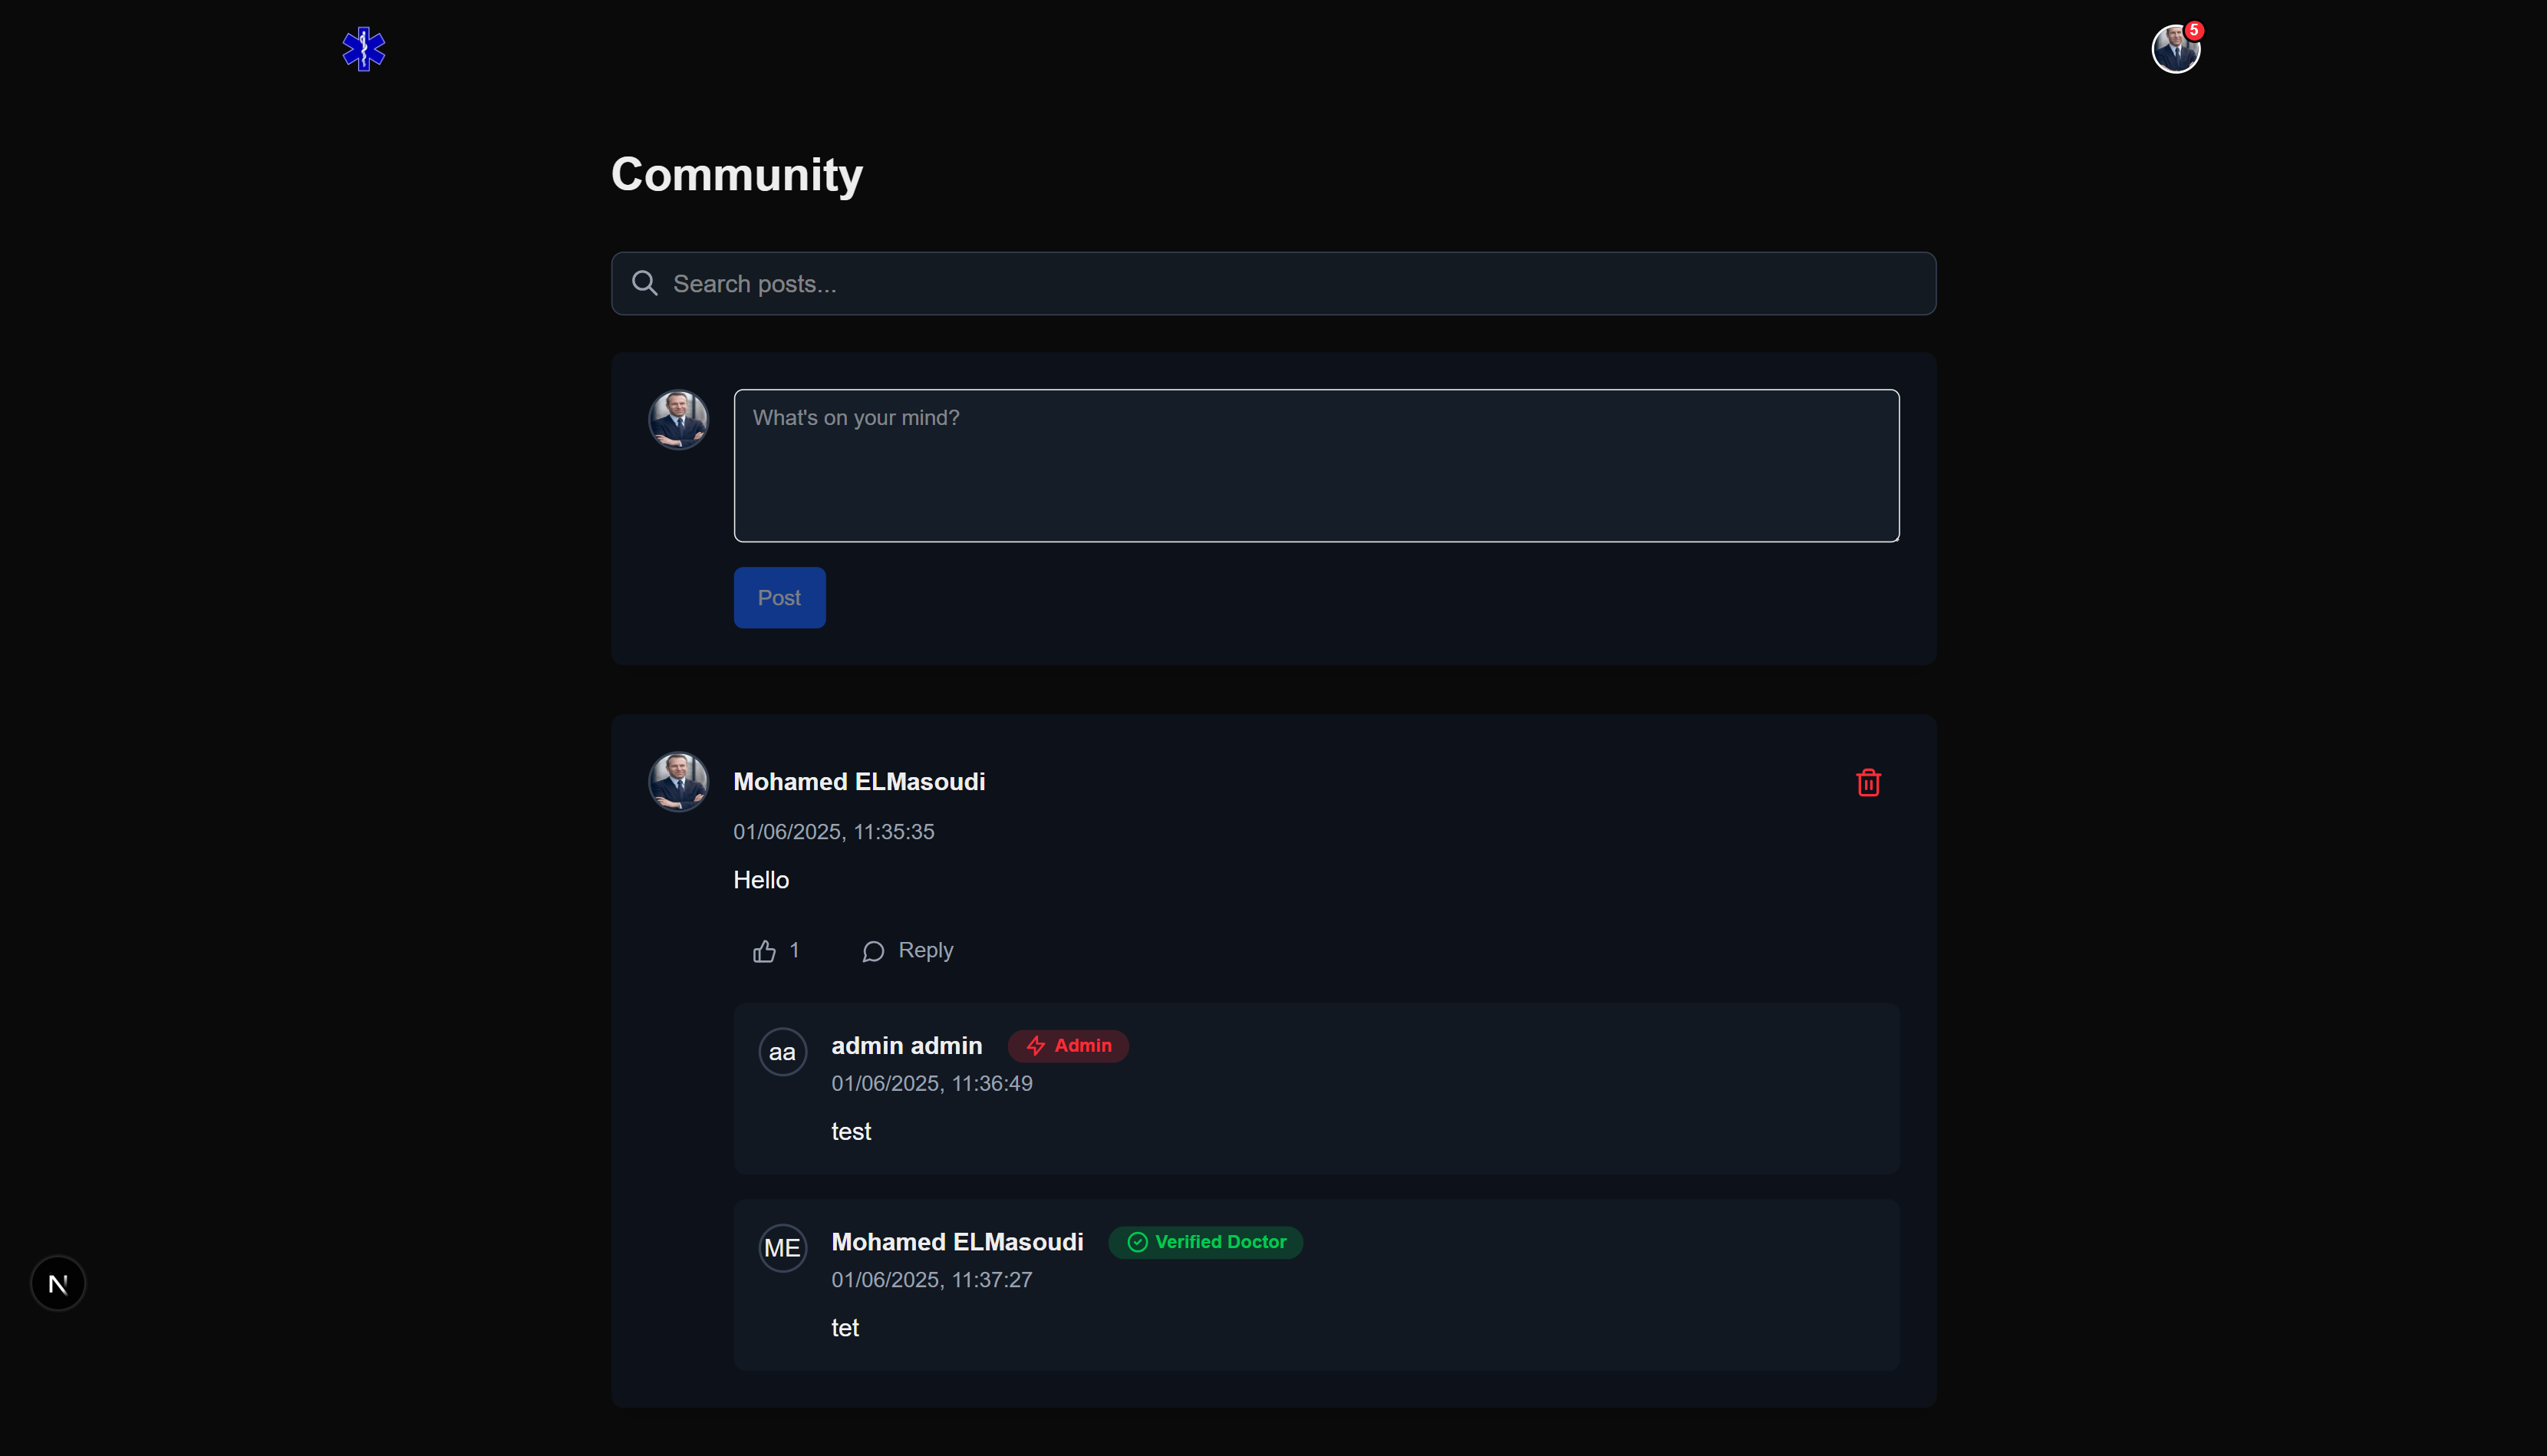 5
Community
Search posts...
What's on your mind?
Post
Mohamed ELMasoudi
01/06/2025, 11:35:35
Hello
1 Reply
aa admin admin Admin
01/06/2025, 11:36:49
test
ME Mohamed ELMasoudi Verified Doctor
01/06/2025, 11:37:27
tet
N